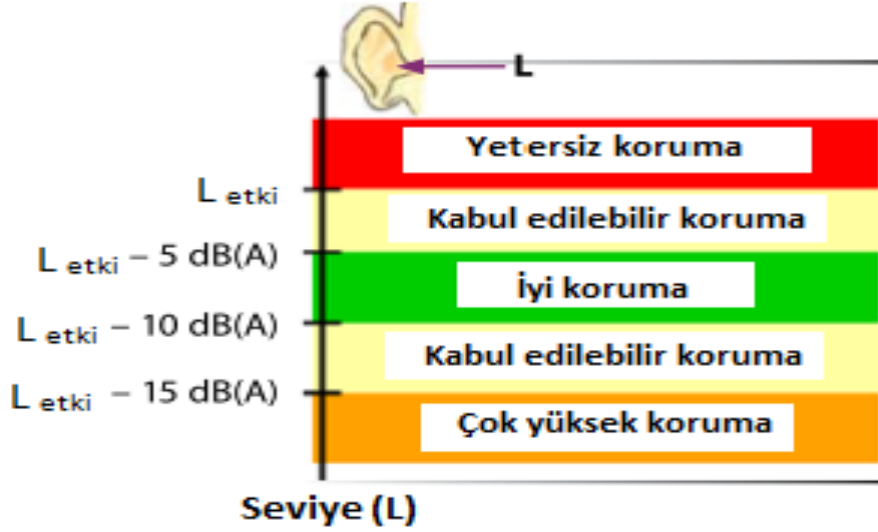 L
Yetersiz koruma
L etki
Kabul edilebilir koruma
L etki – 5 dB(A)
İyi koruma
L etki – 10 dB(A)
Kabul edilebilir koruma
L etki – 15 dB(A)
Çok yüksek koruma
Seviye (L)